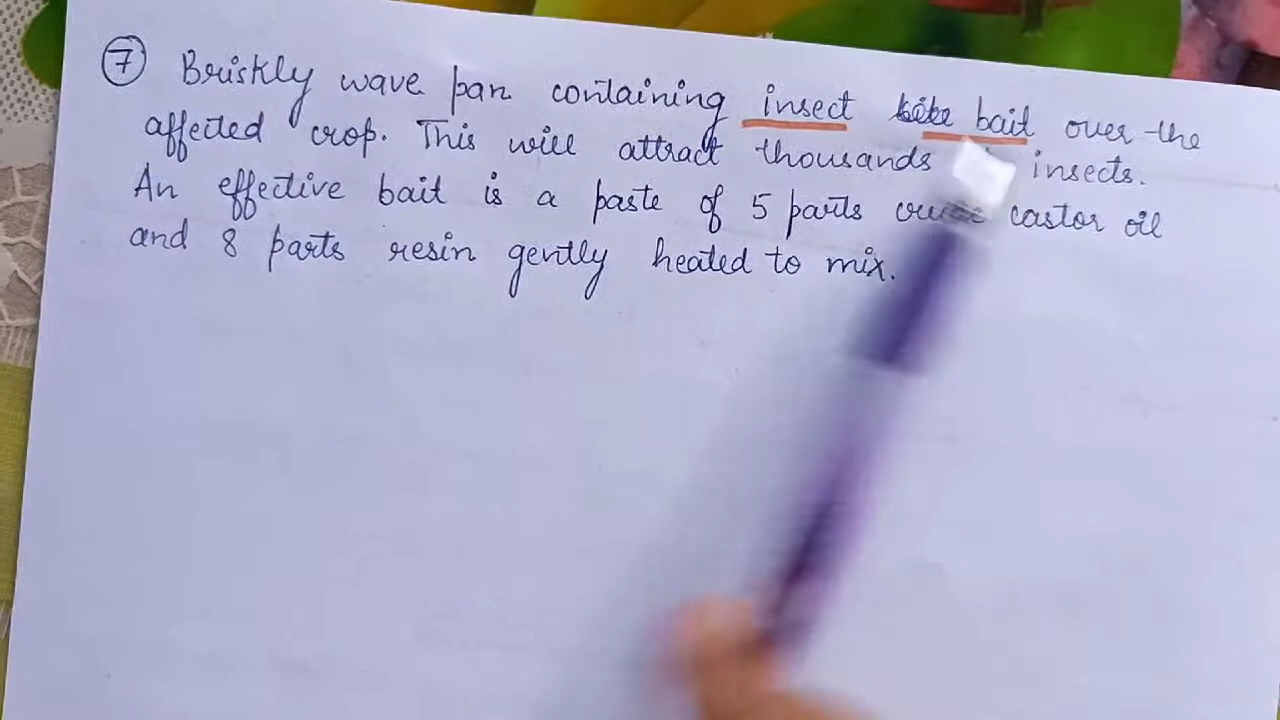 ⑦ Briskly wave pan containing insect bait over the
affected crop. This will attract thousands insects.
An effective bait is a paste of 5 parts castor oil
and 8 parts resin gently heated to mix.